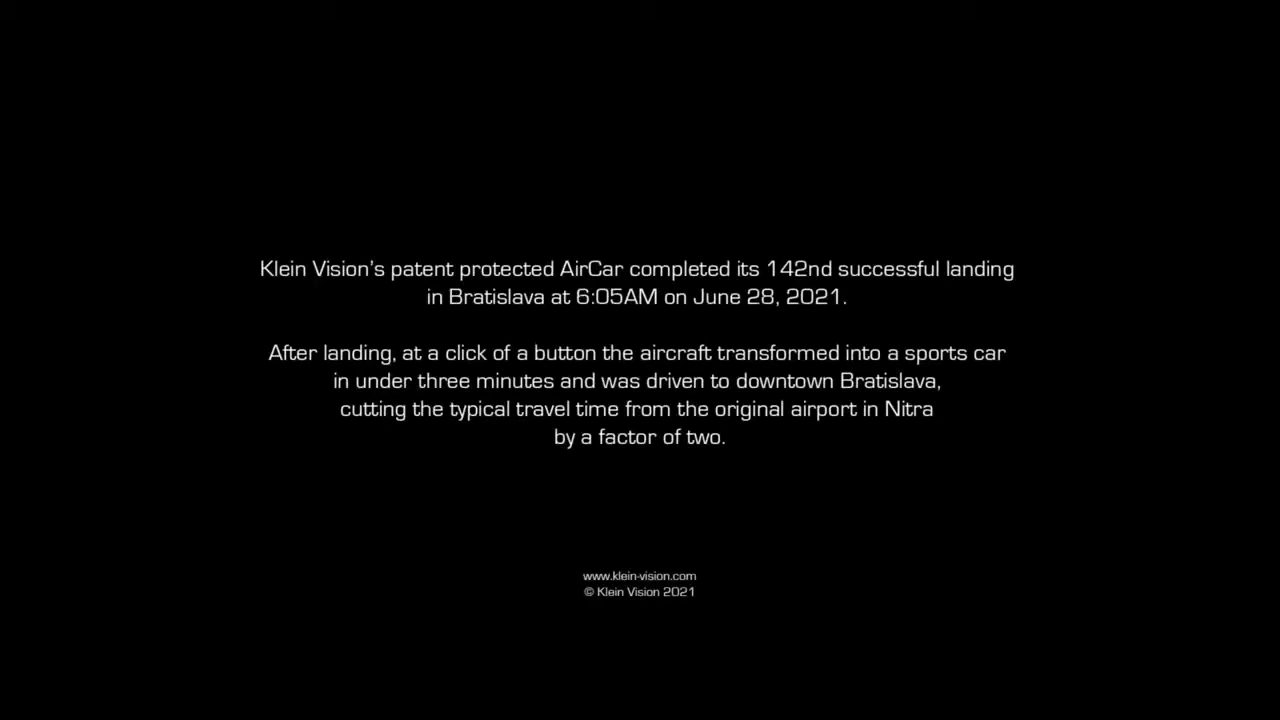 Klein Vision's patent protected AirCar completed its 142nd successful landing
in Bratislava at 6:05AM on June 28, 2021.
After landing, at a click of a button the aircraft transformed into a sports car
in under three minutes and was driven to downtown Bratislava,
cutting the typical travel time from the original airport in Nitra
by a factor of two.
www.klein-vision.com
© Klein Vision 2021